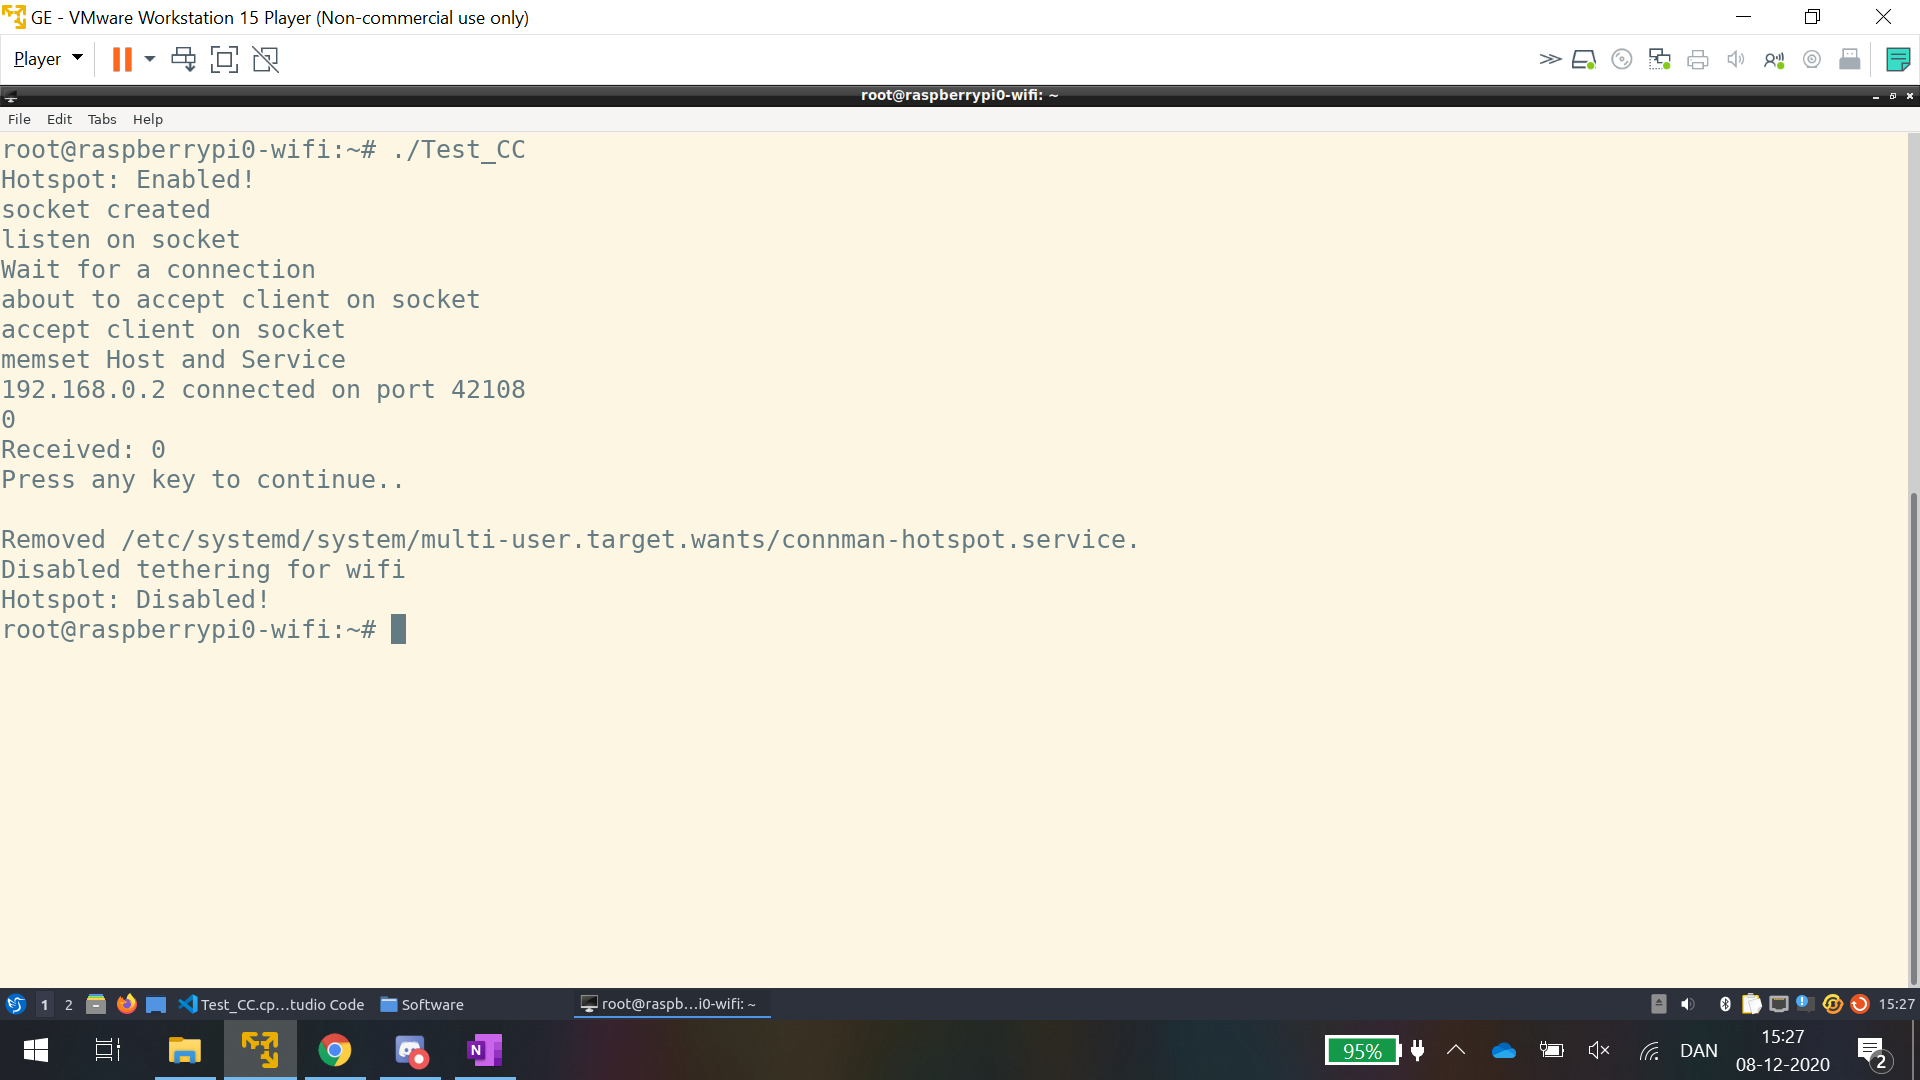 GE - VMware Workstation 15 Player (Non-commercial use only)
Player
root@raspberrypi0-wifi: ~
File Edit Tabs Help
root@raspberrypi0-wifi:~# ./Test_CC
Hotspot: Enabled!
socket created
listen on socket
Wait for a connection
about to accept client on socket
accept client on socket
memset Host and Service
192.168.0.2 connected on port 42108
0
Received: 0
Press any key to continue..
Removed /etc/systemd/system/multi-user.target.wants/connman-hotspot.service.
Disabled tethering for wifi
Hotspot: Disabled!
root@raspberrypi0-wifi:~#
1 2 Test_CC.cp...tudio Code Software root@raspb...i0-wifi: ~ 15:27
N 95% DAN 15:27
08-12-2020 2